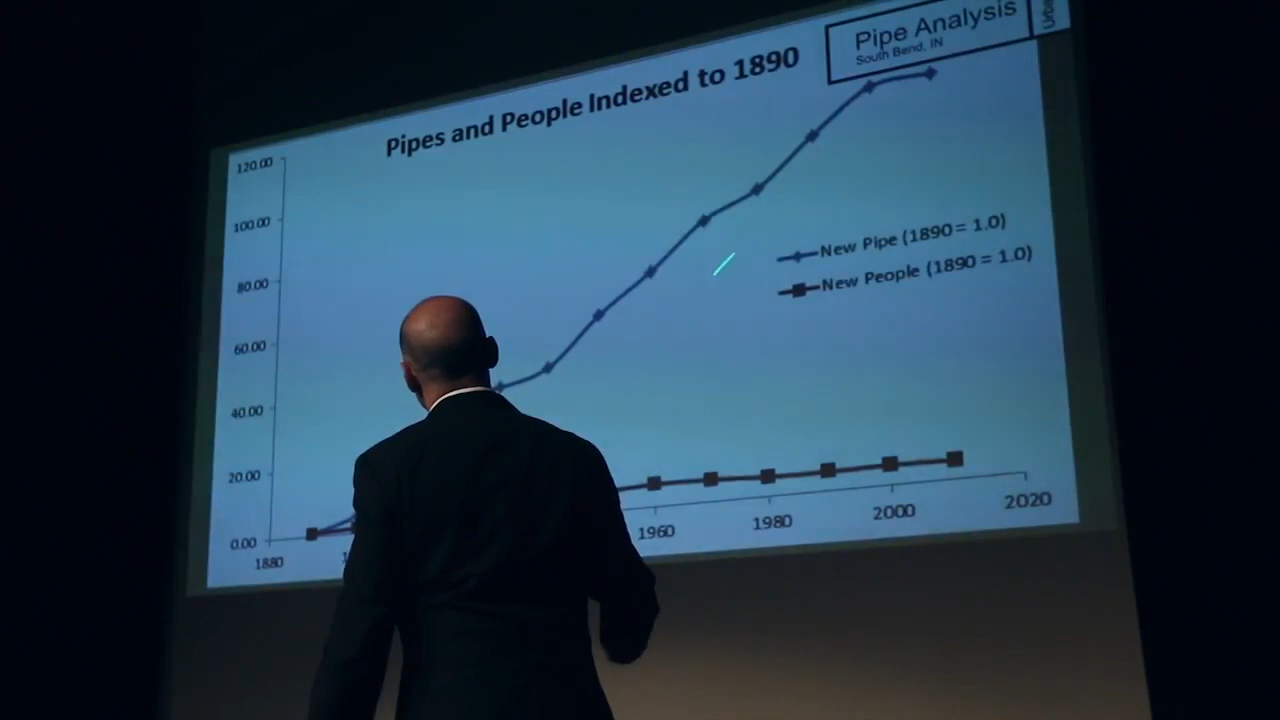 Pipe Analysis
South Bend, IN
Urba
Pipes and People Indexed to 1890
120.00
100.00
80.00
60.00
40.00
20.00
0.00
New Pipe (1890 = 1.0)
New People (1890 = 1.0)
1880
1960
1980
2000
2020